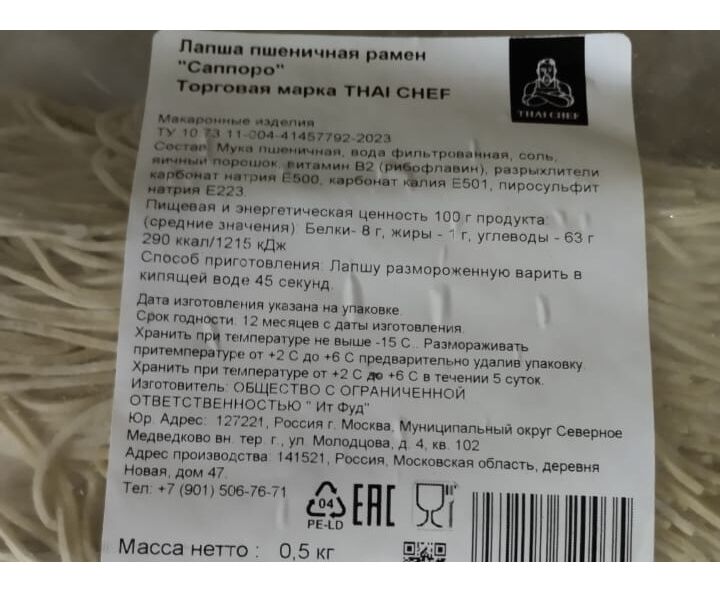 Лапша пшеничная рамен
"Саппоро"
Торговая марка THAI CHEF
THAI CHEF
Макаронные изделия
ТУ 10 73 11-004-41457792-2023
Состав: Мука пшеничная, вода фильтрованная, соль,
яичный порошок, витамин В2 (рибофлавин), разрыхлители
карбонат натрия Е500, карбонат калия Е501, пиросульфит
натрия Е223.
Пищевая и энергетическая ценность 100 г продукта:
(средние значения): Белки- 8 г, жиры - 1 г, углеводы - 63 г
290 ккал/1215 кДж
Способ приготовления: Лапшу размороженную варить в
кипящей воде 45 секунд.
Дата изготовления указана на упаковке.
Срок годности: 12 месяцев с даты изготовления.
Хранить при температуре не выше -15 С.. Размораживать
притемпературе от +2 С до +6 С предварительно удалив упаковку.
Хранить при температуре от +2 С до +6 С в течении 5 суток.
Изготовитель: ОБЩЕСТВО С ОГРАНИЧЕННОЙ
ОТВЕТСТВЕННОСТЬЮ " Ит Фуд"
Юр. Адрес: 127221, Россия г. Москва, Муниципальный округ Северное
Медведково вн. тер. г., ул. Молодцова, д. 4, кв. 102
Адрес производства: 141521, Россия, Московская область, деревня
Новая, дом 47.
Тел: +7 (901) 506-76-71
04
PE-LD
EAC
Масса нетто : 0,5 кг